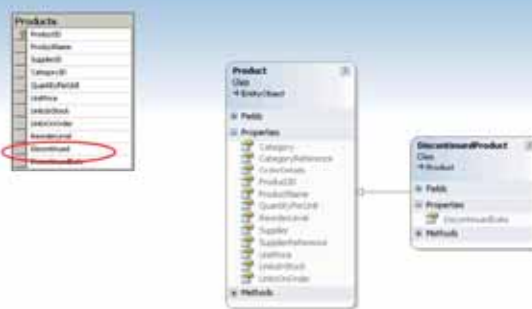 Products
ProductID
ProductName
SupplierID
CategoryID
QuantityPerUnit
UnitPrice
UnitsInStock
UnitsOnOrder
ReorderLevel
Discontinued
DiscontinuedDate
Product
Class
EntityObject
Fields
Properties
Category
CategoryReference
OrderDetails
ProductID
ProductName
QuantityPerUnit
ReorderLevel
Supplier
SupplierReference
UnitPrice
UnitsInStock
UnitsOnOrder
Methods
DiscontinuedProduct
Class
Product
Fields
Properties
DiscontinuedDate
Methods